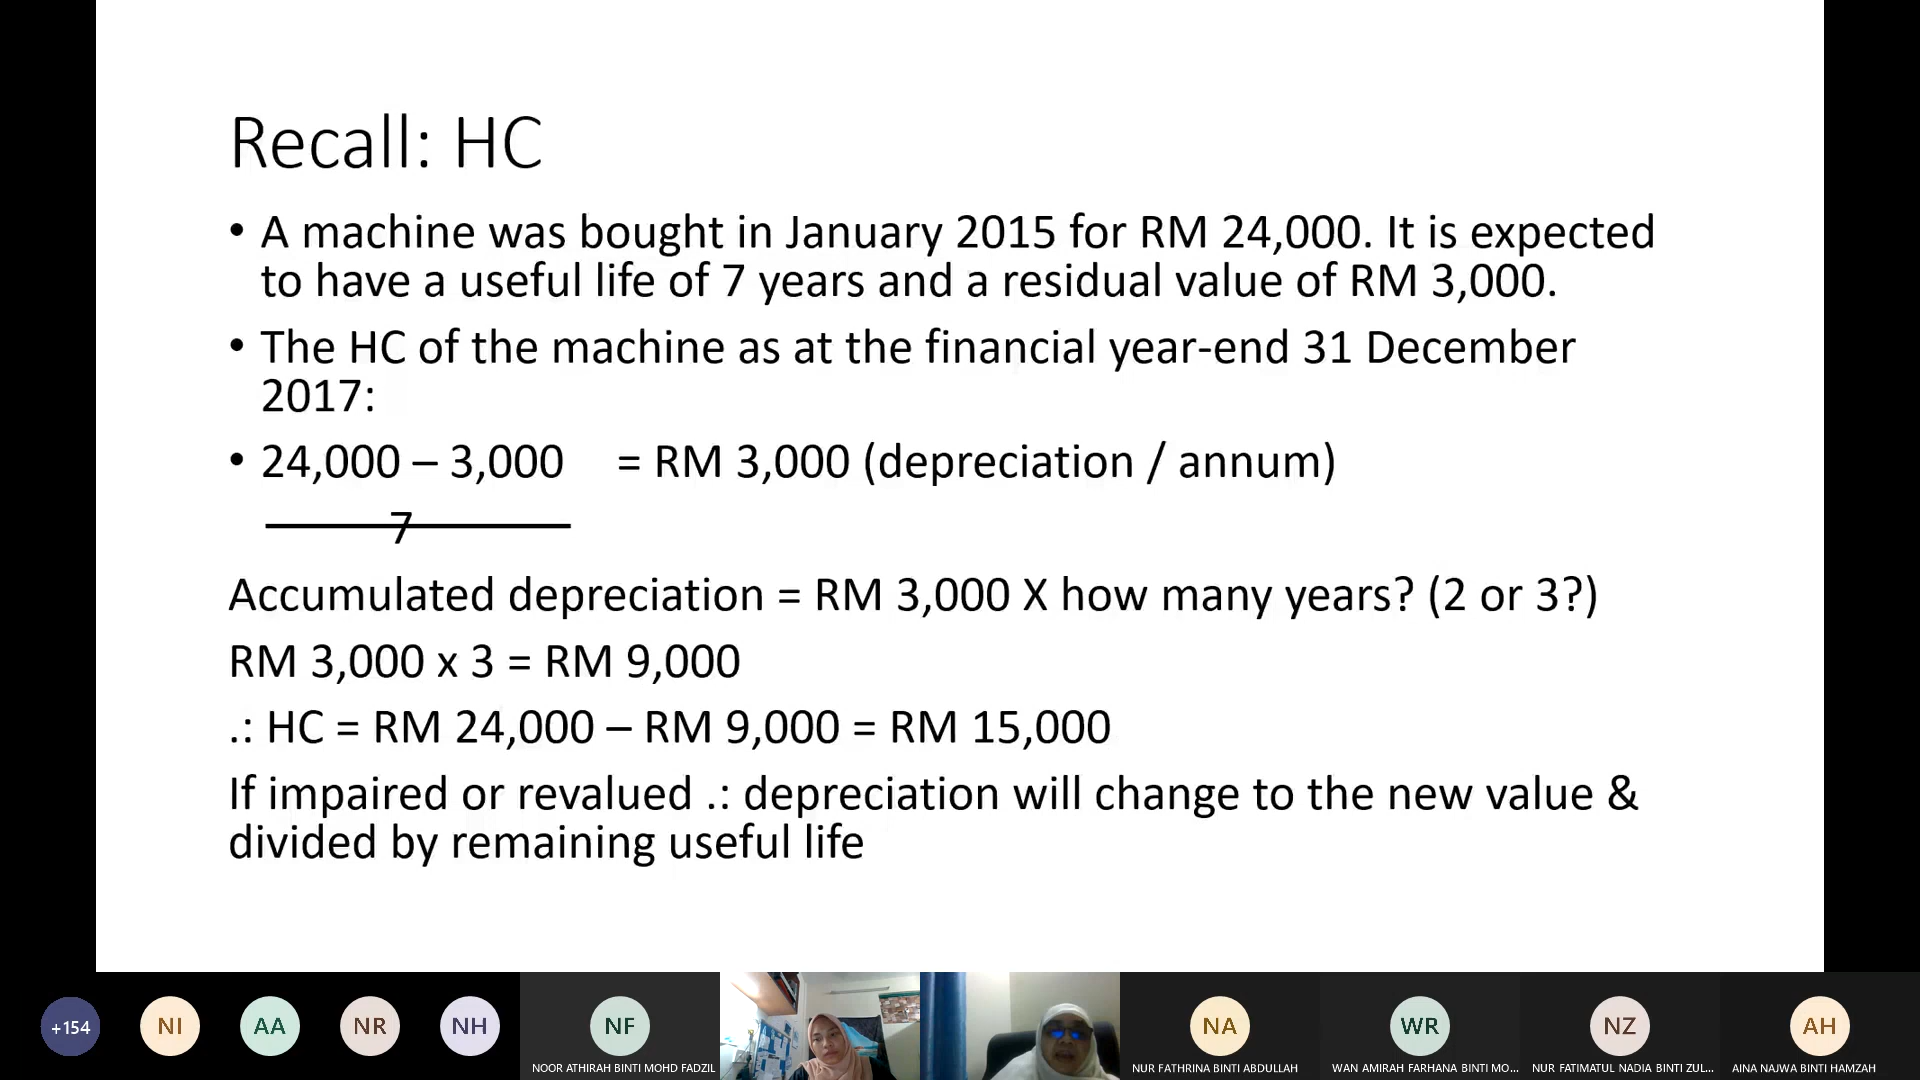 Recall: HC
• A machine was bought in January 2015 for RM 24,000. It is expected
to have a useful life of 7 years and a residual value of RM 3,000.
• The HC of the machine as at the financial year-end 31 December
2017:
• 24,000 – 3,000 = RM 3,000 (depreciation / annum)
7
Accumulated depreciation = RM 3,000 X how many years? (2 or 3?)
RM 3,000 x 3 = RM 9,000
.: HC = RM 24,000 – RM 9,000 = RM 15,000
If impaired or revalued .: depreciation will change to the new value &
divided by remaining useful life
+154
NI
AA
NR
NH
NF
NA
WR
NZ
AH
NOOR ATHIRAH BINTI MOHD FADZIL
NUR FATHRINA BINTI ABDULLAH
WAN AMIRAH FARHANA BINTI MO...
NUR FATIMATUL NADIA BINTI ZUL...
AINA NAJWA BINTI HAMZAH